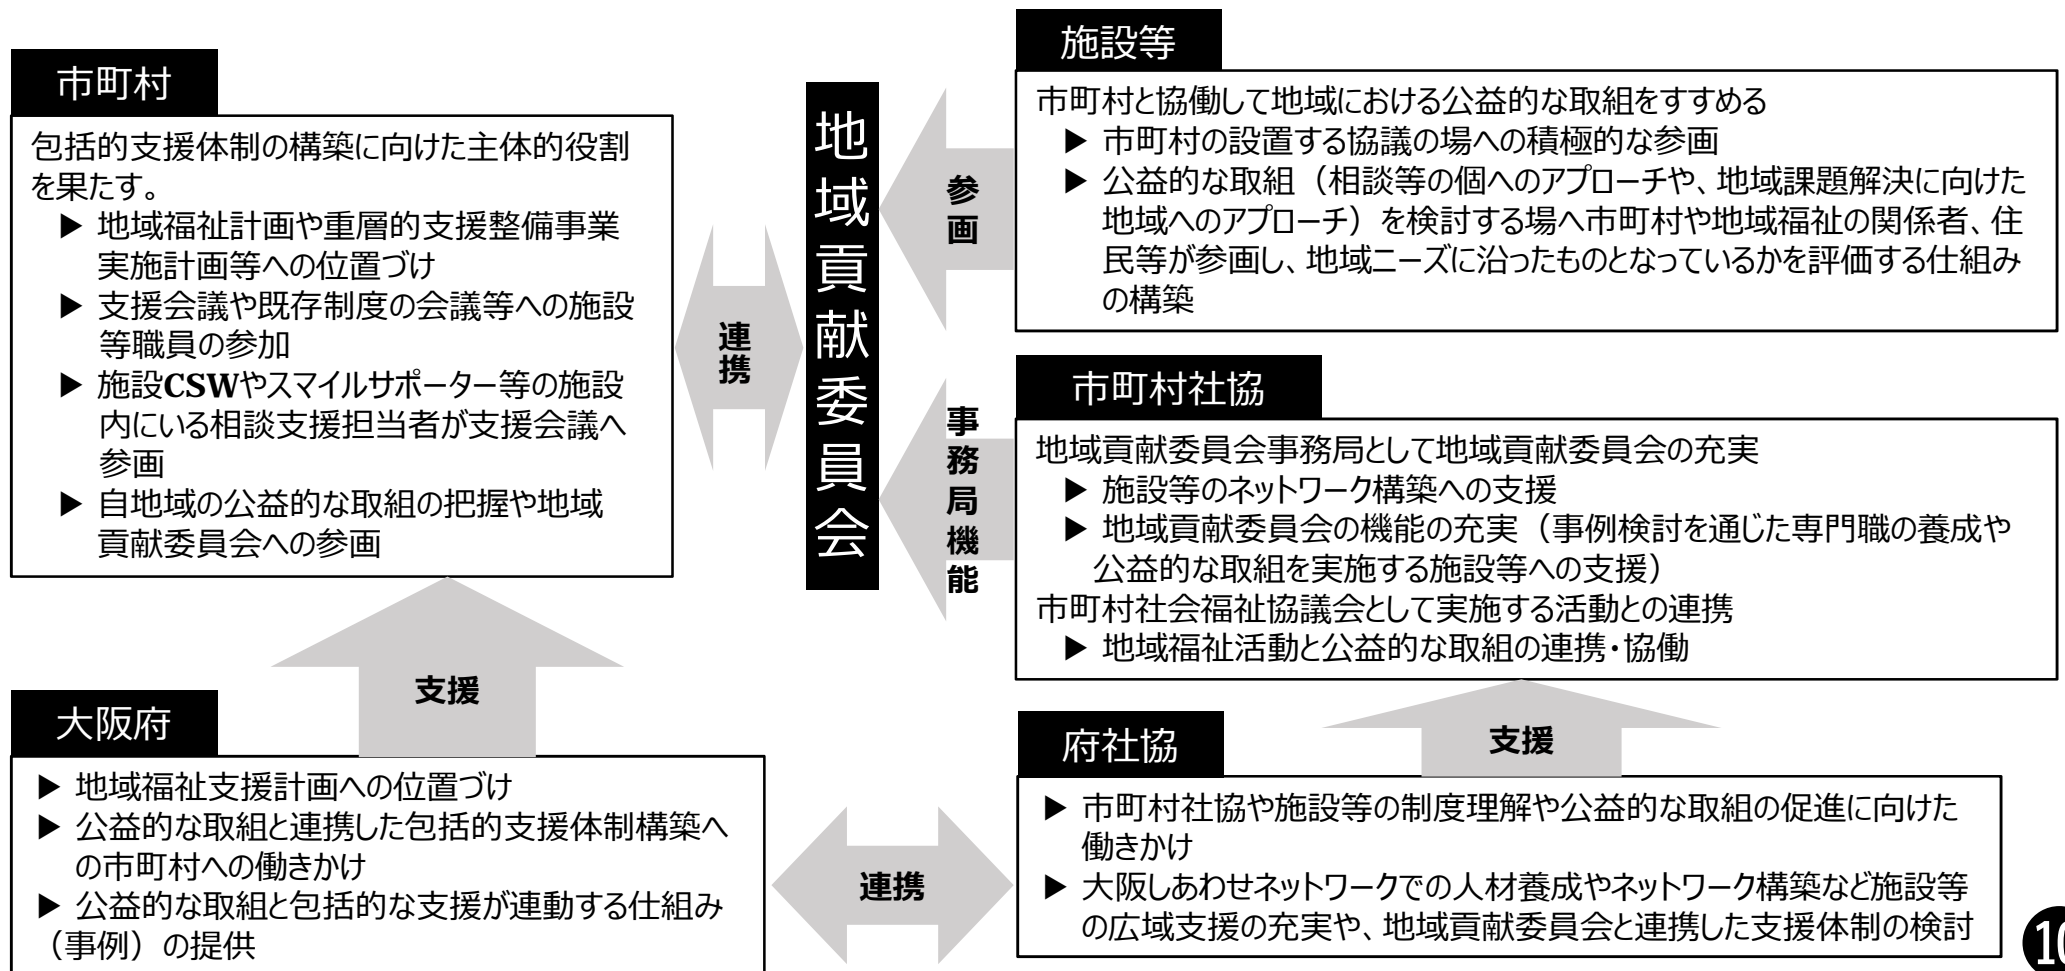 市町村
包括的支援体制の構築に向けた主体的役割
を果たす。
▶ 地域福祉計画や重層的支援整備事業
実施計画等への位置づけ
▶ 支援会議や既存制度の会議等への施設
等職員の参加
▶ 施設CSWやスマイルサポーター等の施設
内にいる相談支援担当者が支援会議へ
参画
▶ 自地域の公益的な取組の把握や地域
貢献委員会への参画
連携
地域貢献委員会
参画
事務局機能
施設等
市町村と協働して地域における公益的な取組をすすめる
▶ 市町村の設置する協議の場への積極的な参画
▶ 公益的な取組（相談等の個へのアプローチや、地域課題解決に向けた
地域へのアプローチ）を検討する場へ市町村や地域福祉の関係者、住
民等が参画し、地域ニーズに沿ったものとなっているかを評価する仕組み
の構築
市町村社協
地域貢献委員会事務局として地域貢献委員会の充実
▶ 施設等のネットワーク構築への支援
▶ 地域貢献委員会の機能の充実（事例検討を通じた専門職の養成や
公益的な取組を実施する施設等への支援）
市町村社会福祉協議会として実施する活動との連携
▶ 地域福祉活動と公益的な取組の連携・協働
支援
大阪府
▶ 地域福祉支援計画への位置づけ
▶ 公益的な取組と連携した包括的支援体制構築へ
の市町村への働きかけ
▶ 公益的な取組と包括的な支援が連動する仕組み
（事例）の提供
連携
支援
府社協
▶ 市町村社協や施設等の制度理解や公益的な取組の促進に向けた
働きかけ
▶ 大阪しあわせネットワークでの人材養成やネットワーク構築など施設等
の広域支援の充実や、地域貢献委員会と連携した支援体制の検討